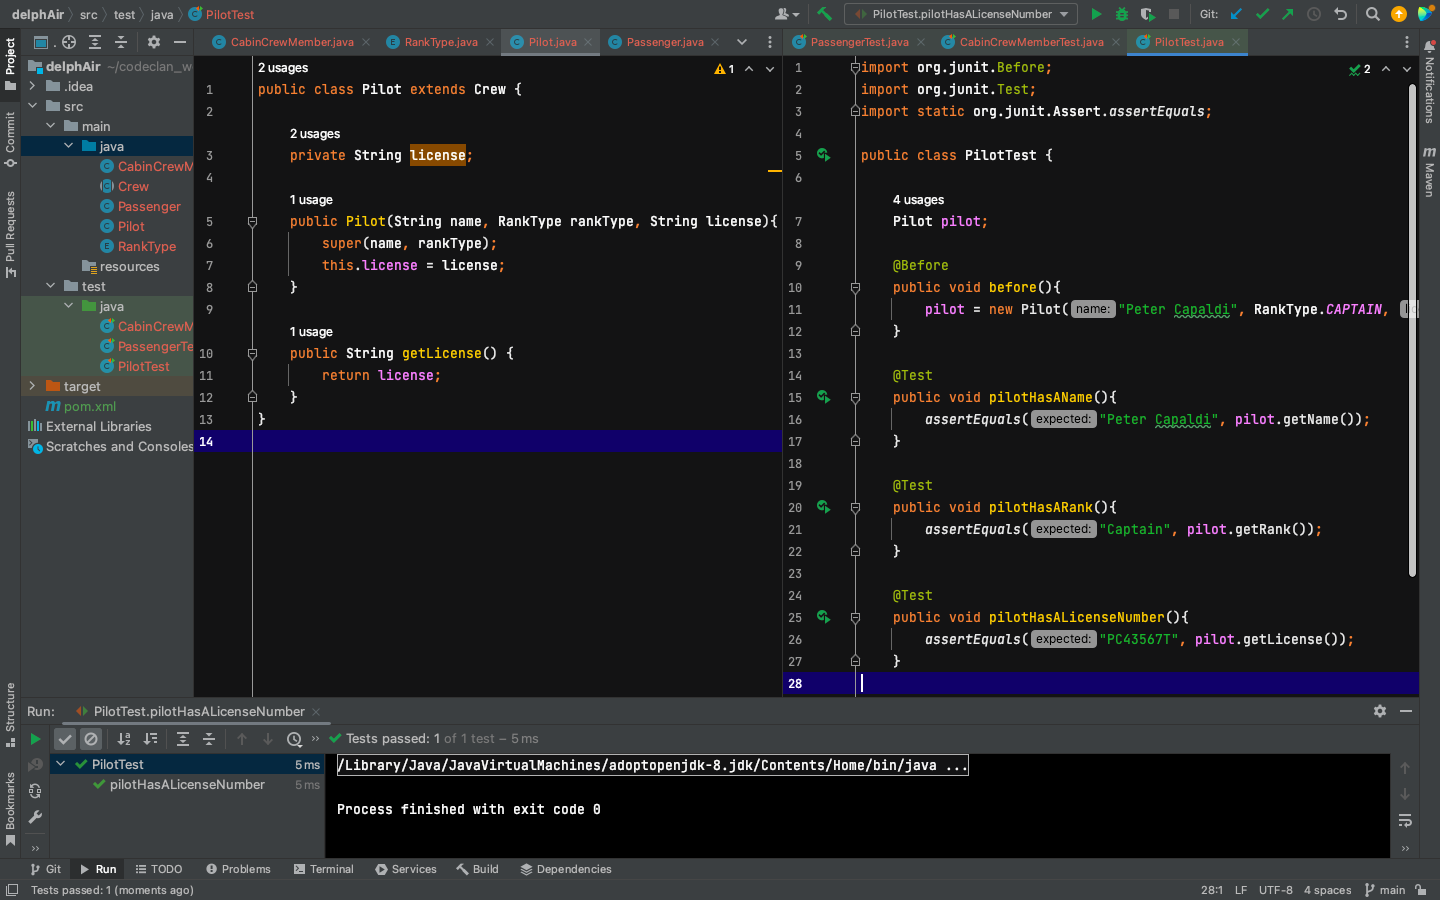 delphAir > src > test > java > PilotTest
PilotTest.pilotHasALicenseNumber
Git:
Project
Commit
Pull Requests
Structure
Bookmarks
CabinCrewMember.java
RankType.java
Pilot.java
Passenger.java
PassengerTest.java
CabinCrewMemberTest.java
PilotTest.java
Notifications
Maven
delphAir ~/codeclan_w
.idea
src
main
java
CabinCrewM
Crew
Passenger
Pilot
RankType
resources
test
java
CabinCrewM
PassengerTe
PilotTest
target
pom.xml
External Libraries
Scratches and Consoles
1
2 usages
1 public class Pilot extends Crew {
2
2 usages
3 private String license;
4
1 usage
5 public Pilot(String name, RankType rankType, String license){
6 super(name, rankType);
7 this.license = license;
8 }
9
1 usage
10 public String getLicense() {
11 return license;
12 }
13 }
14
2
1 import org.junit.Before;
2 import org.junit.Test;
3 import static org.junit.Assert.assertEquals;
4
5 public class PilotTest {
6
4 usages
7 Pilot pilot;
8
9 @Before
10 public void before(){
11 pilot = new Pilot( name: "Peter Capaldi", RankType.CAPTAIN,
12 }
13
14 @Test
15 public void pilotHasAName(){
16 assertEquals( expected: "Peter Capaldi", pilot.getName());
17 }
18
19 @Test
20 public void pilotHasARank(){
21 assertEquals( expected: "Captain", pilot.getRank());
22 }
23
24 @Test
25 public void pilotHasALicenseNumber(){
26 assertEquals( expected: "PC43567T", pilot.getLicense());
27 }
28
Run: PilotTest.pilotHasALicenseNumber
Tests passed: 1 of 1 test – 5 ms
PilotTest 5 ms
pilotHasALicenseNumber 5 ms
/Library/Java/JavaVirtualMachines/adoptopenjdk-8.jdk/Contents/Home/bin/java ...
Process finished with exit code 0
Git Run TODO Problems Terminal Services Build Dependencies
Tests passed: 1 (moments ago)
28:1 LF UTF-8 4 spaces main